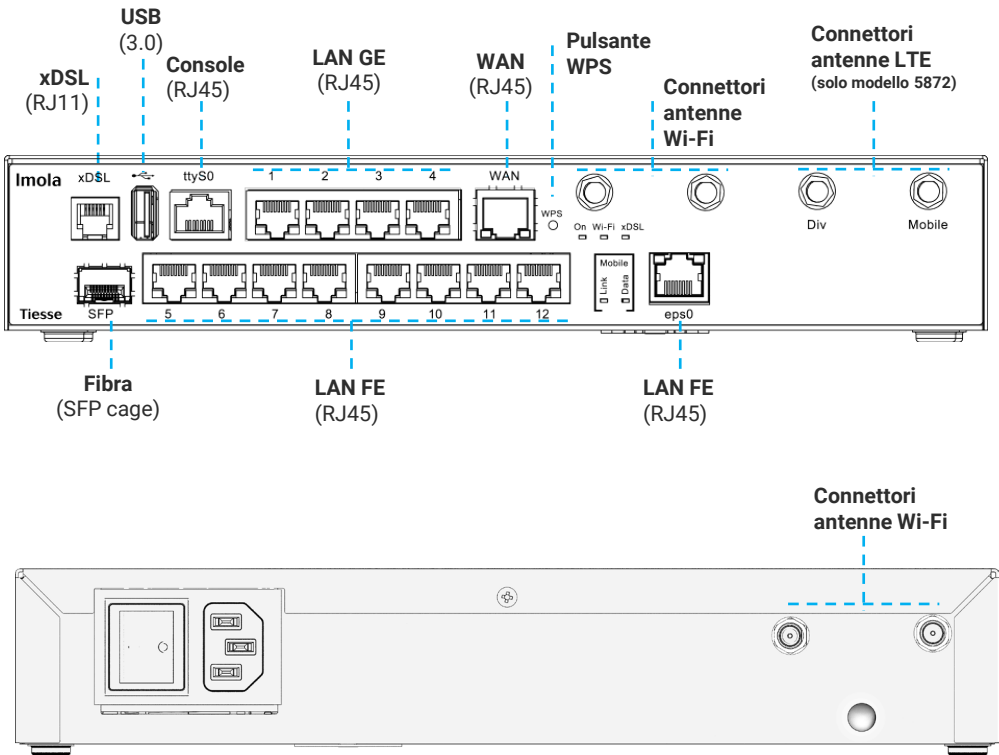 USB
(3.0)
xDSL
(RJ11)
Console
(RJ45)
LAN GE
(RJ45)
WAN
(RJ45)
Pulsante
WPS
Connettori
antenne
Wi-Fi
Connettori
antenne LTE
(solo modello 5872)
Imola
xDSL
ttyS0
1 2 3 4
WAN
WPS
On Wi-Fi xDSL
Div
Mobile
Mobile
Link
Data
Tiesse
SFP
5 6 7 8 9 10 11 12
eps0
Fibra
(SFP cage)
LAN FE
(RJ45)
LAN FE
(RJ45)
Connettori
antenne Wi-Fi